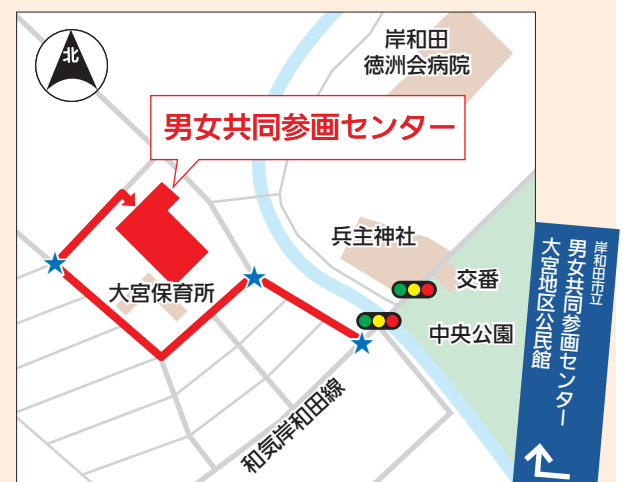 北
岸和田
徳洲会病院
男女共同参画センター
兵主神社
大宮保育所
交番
中央公園
和気岸和田線
岸和田市立
男女共同参画センター
大宮地区公民館